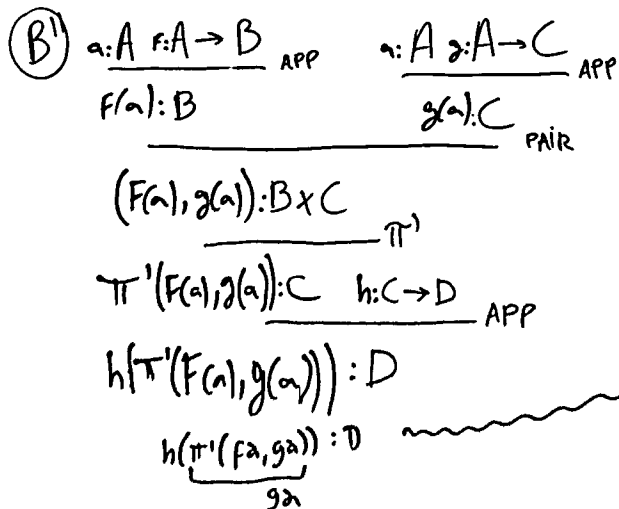 B'' a:A F:A→B APP a:A g:A→C APP
F(a):B g(a):C PAIR
(F(a),g(a)):B×C
π'
π'(F(a),g(a)):C h:C→D APP
h(π'(F(a),g(a))):D
h(π'(fa,ga)):D
ga